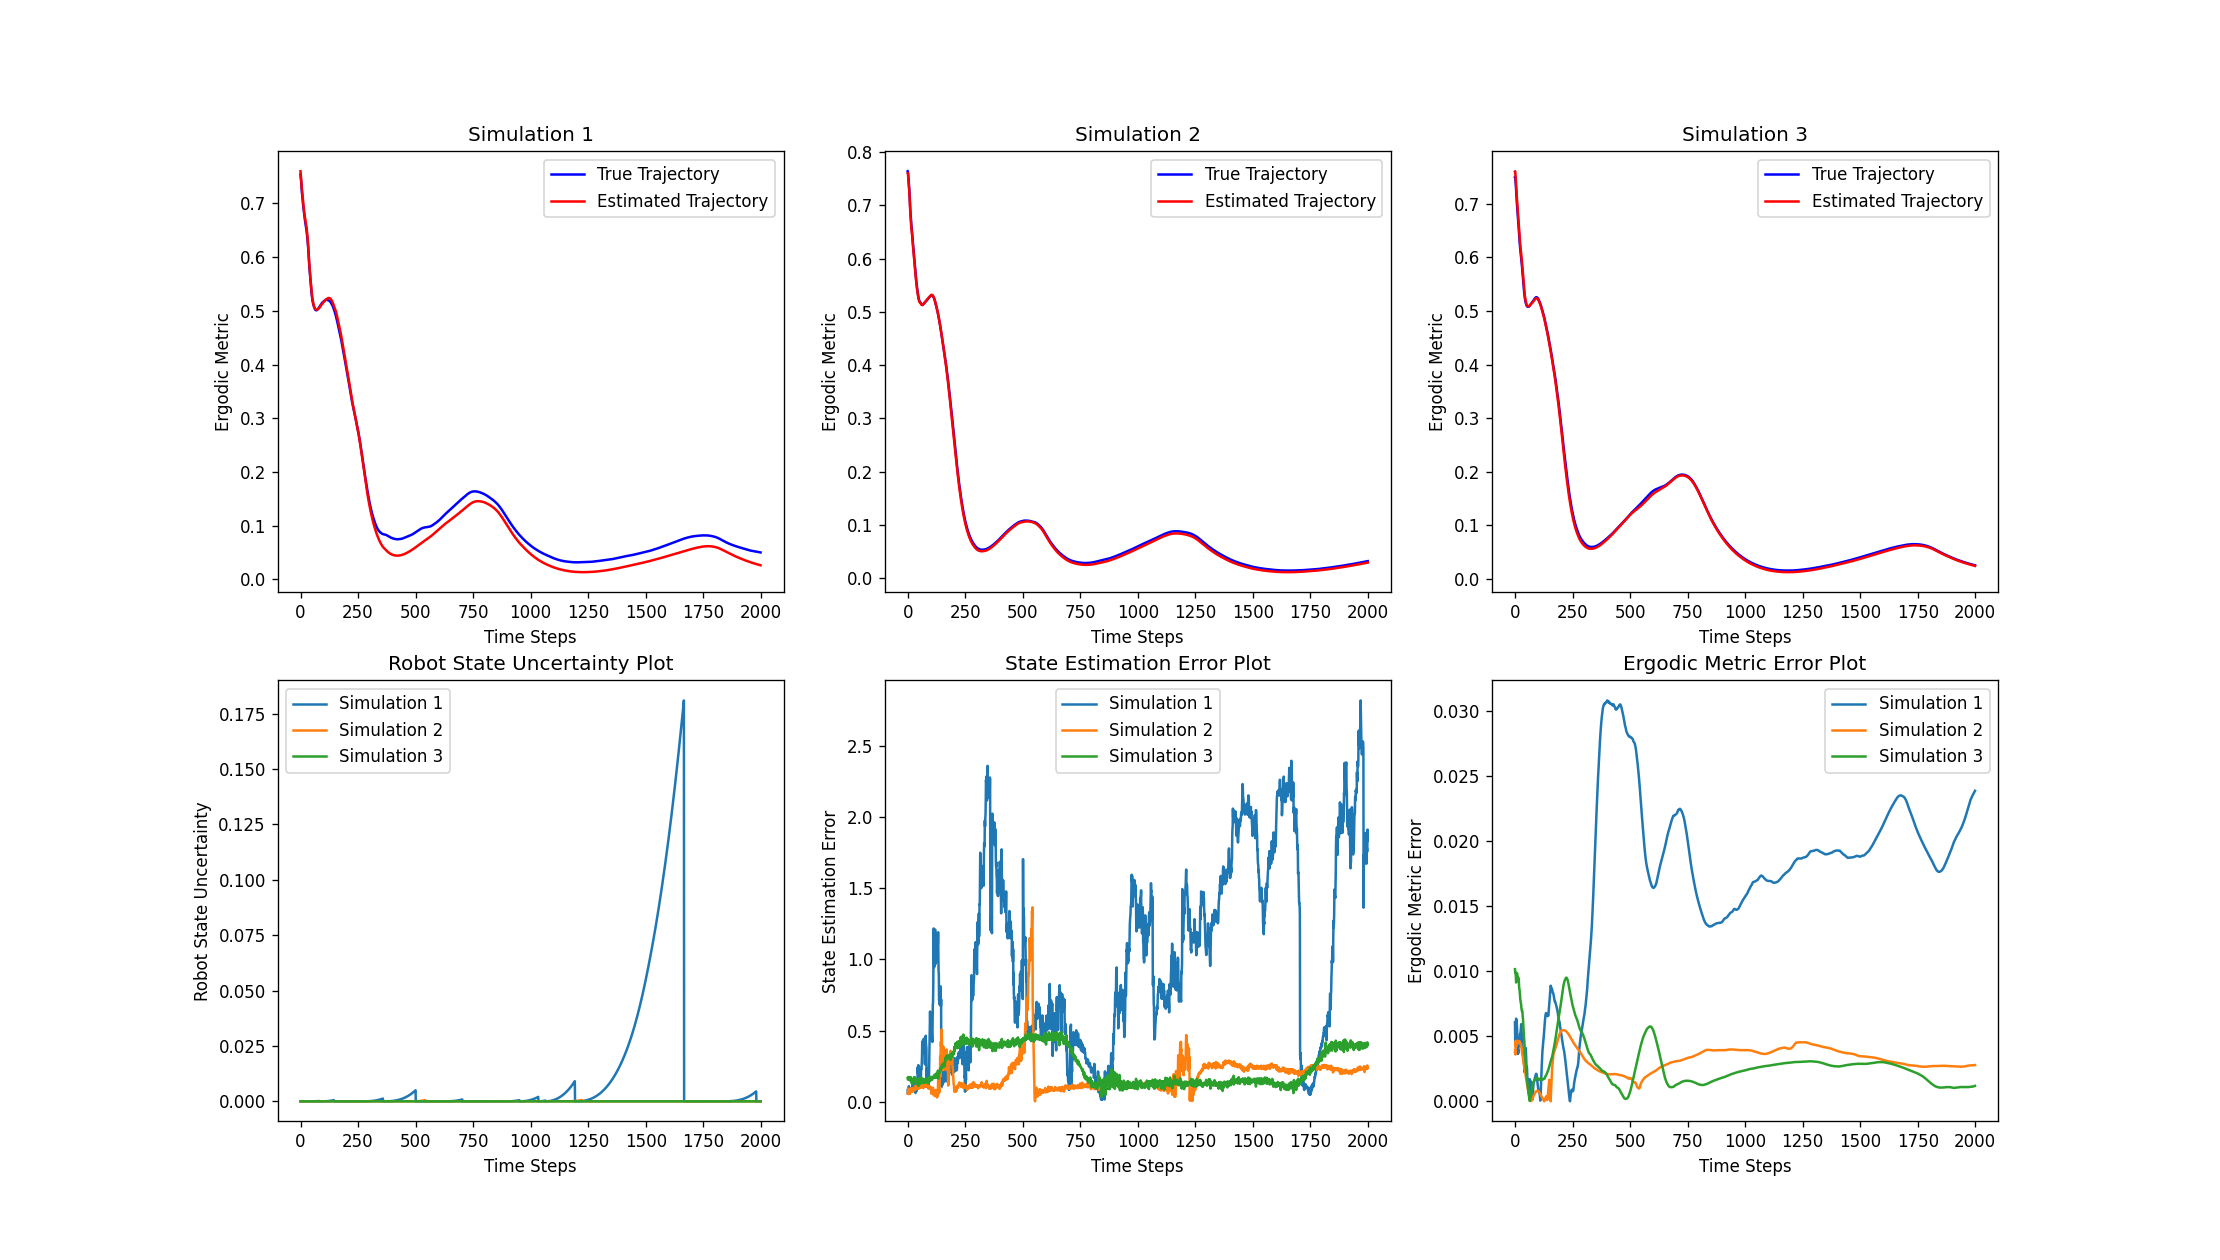 Simulation 1
True Trajectory
Estimated Trajectory
Ergodic Metric
0.7
0.6
0.5
0.4
0.3
0.2
0.1
0.0
0 250 500 750 1000 1250 1500 1750 2000
Time Steps
Simulation 2
True Trajectory
Estimated Trajectory
Ergodic Metric
0.8
0.7
0.6
0.5
0.4
0.3
0.2
0.1
0.0
0 250 500 750 1000 1250 1500 1750 2000
Time Steps
Simulation 3
True Trajectory
Estimated Trajectory
Ergodic Metric
0.7
0.6
0.5
0.4
0.3
0.2
0.1
0.0
0 250 500 750 1000 1250 1500 1750 2000
Time Steps
Robot State Uncertainty Plot
Simulation 1
Simulation 2
Simulation 3
Robot State Uncertainty
0.175
0.150
0.125
0.100
0.075
0.050
0.025
0.000
0 250 500 750 1000 1250 1500 1750 2000
Time Steps
State Estimation Error Plot
Simulation 1
Simulation 2
Simulation 3
State Estimation Error
2.5
2.0
1.5
1.0
0.5
0.0
0 250 500 750 1000 1250 1500 1750 2000
Time Steps
Ergodic Metric Error Plot
Simulation 1
Simulation 2
Simulation 3
Ergodic Metric Error
0.030
0.025
0.020
0.015
0.010
0.005
0.000
0 250 500 750 1000 1250 1500 1750 2000
Time Steps